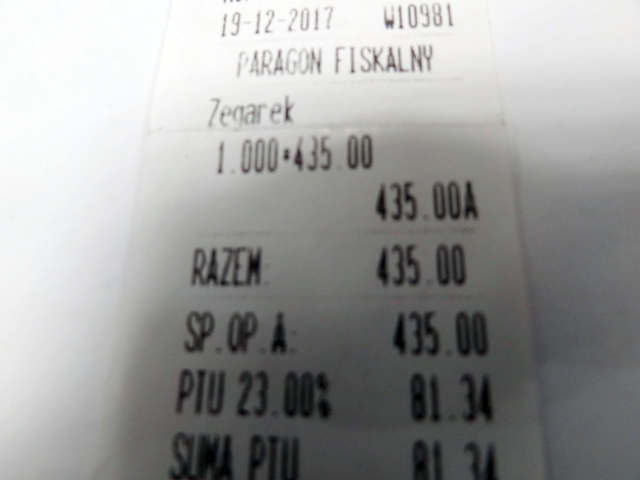 19-12-2017 W10981
PARAGON FISKALNY
Zegarek
1.000*435.00
435.00A
RAZEM: 435.00
SP.OP.A: 435.00
PTU 23.00% 81.34
SUMA PTU 81.34